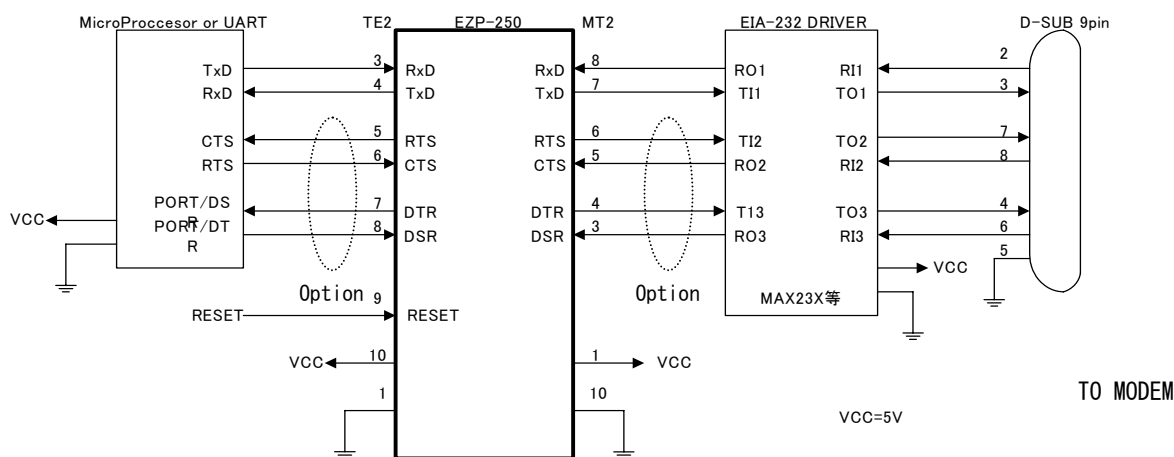 MicroProccesor or UART TE2 EZP-250 MT2 EIA-232 DRIVER D-SUB 9pin
TxD 3 RxD RxD 8 RO1 RI1 2
RxD 4 TxD TxD 7 TI1 TO1 3
CTS 5 RTS RTS 6 TI2 TO2 7
RTS 6 CTS CTS 5 RO2 RI2 8
PORT/DSR 7 DTR DTR 4 T13 TO3 4
PORT/DTR 8 DSR DSR 3 RO3 RI3 6
VCC
5
VCC
Option Option MAX23X等
RESET 9 RESET
VCC 10 1 VCC
1 10
TO MODEM
VCC=5V